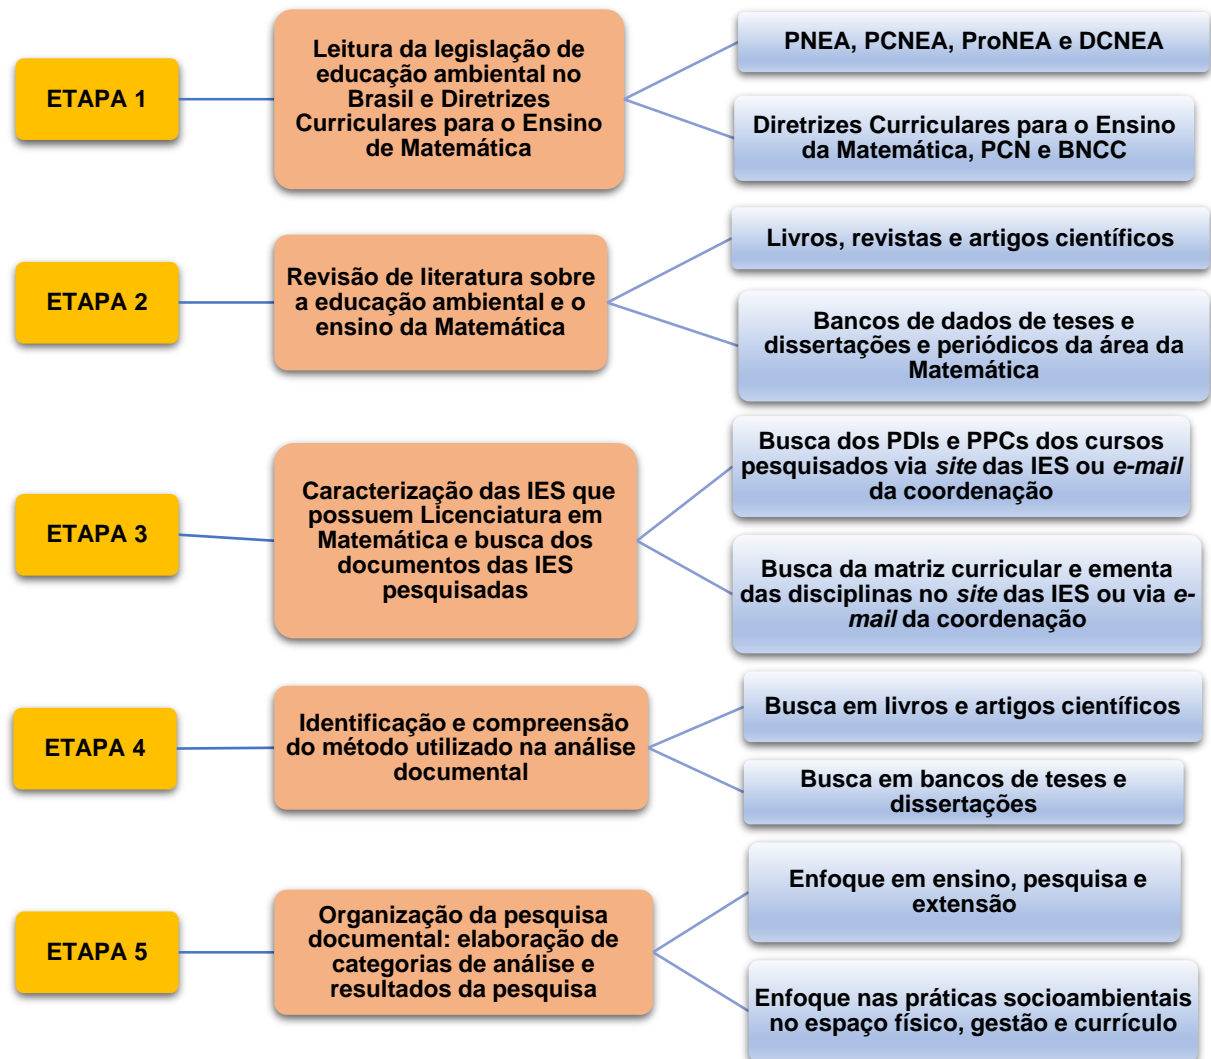 ETAPA 1
Leitura da legislação de
educação ambiental no
Brasil e Diretrizes
Curriculares para o Ensino
de Matemática
PNEA, PCNEA, ProNEA e DCNEA
Diretrizes Curriculares para o Ensino
da Matemática, PCN e BNCC
ETAPA 2
Revisão de literatura sobre
a educação ambiental e o
ensino da Matemática
Livros, revistas e artigos científicos
Bancos de dados de teses e
dissertações e periódicos da área da
Matemática
ETAPA 3
Caracterização das IES que
possuem Licenciatura em
Matemática e busca dos
documentos das IES
pesquisadas
Busca dos PDIs e PPCs dos cursos
pesquisados via site das IES ou e-mail
da coordenação
Busca da matriz curricular e ementa
das disciplinas no site das IES ou via e-
mail da coordenação
ETAPA 4
Identificação e compreensão
do método utilizado na análise
documental
Busca em livros e artigos científicos
Busca em bancos de teses e
dissertações
ETAPA 5
Organização da pesquisa
documental: elaboração de
categorias de análise e
resultados da pesquisa
Enfoque em ensino, pesquisa e
extensão
Enfoque nas práticas socioambientais
no espaço físico, gestão e currículo